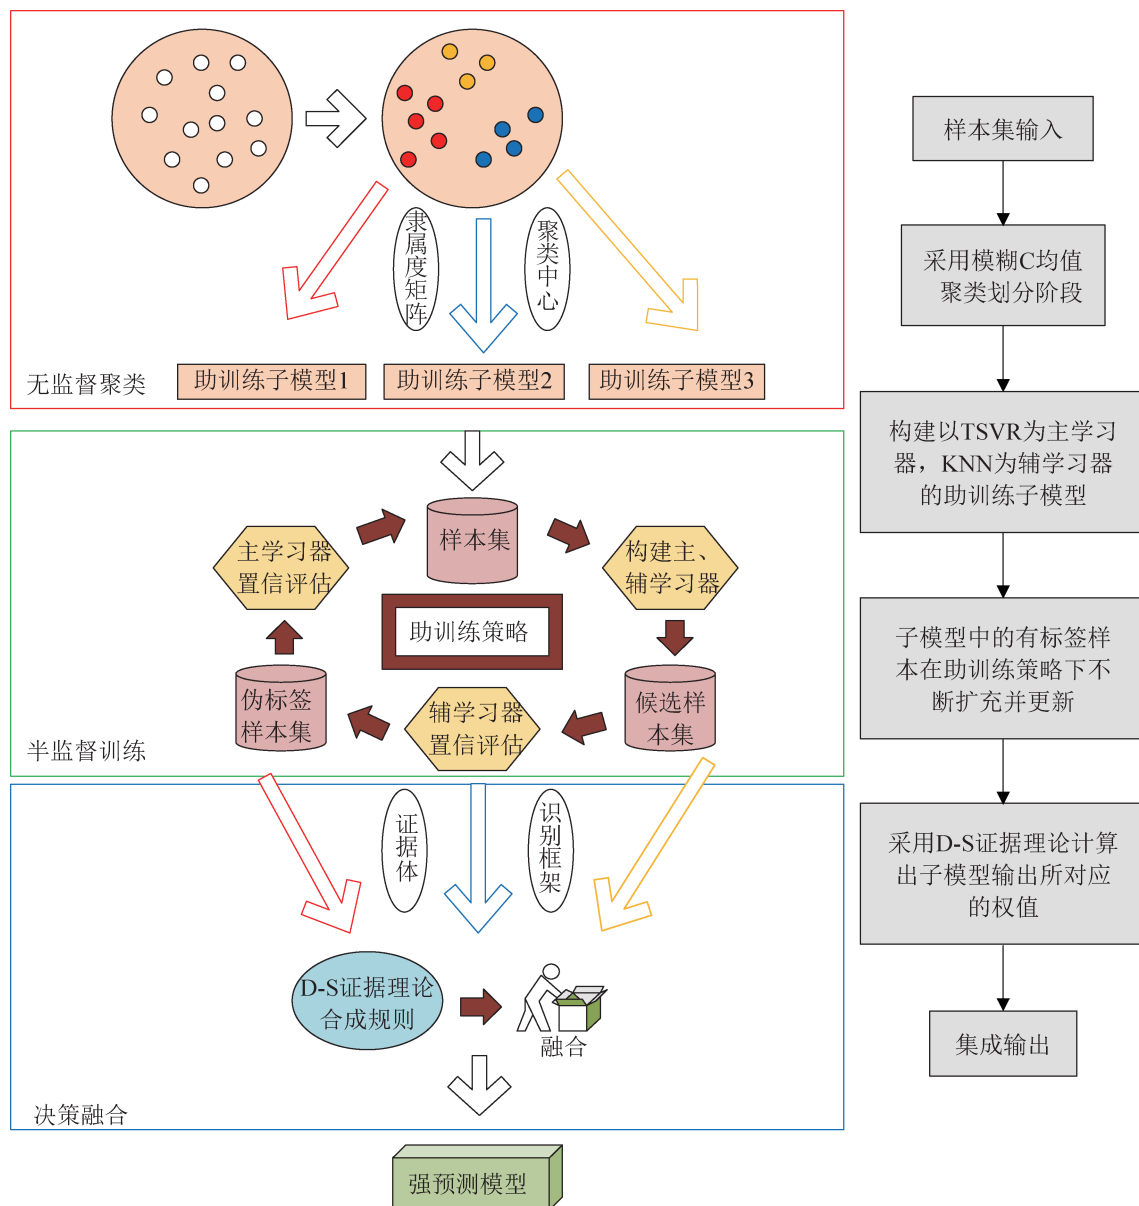 隶属度矩阵
聚类中心
无监督聚类
助训练子模型1
助训练子模型2
助训练子模型3
样本集
主学习器
置信评估
构建主、
辅学习器
助训练策略
伪标签
样本集
辅学习器
置信评估
候选样
本集
半监督训练
证据体
识别框架
D-S证据理论
合成规则
融合
决策融合
强预测模型
样本集输入
采用模糊C均值
聚类划分阶段
构建以TSVR为主学习
器，KNN为辅学习器
的助训练子模型
子模型中的有标签样
本在助训练策略下不
断扩充并更新
采用D-S证据理论计算
出子模型输出所对应
的权值
集成输出